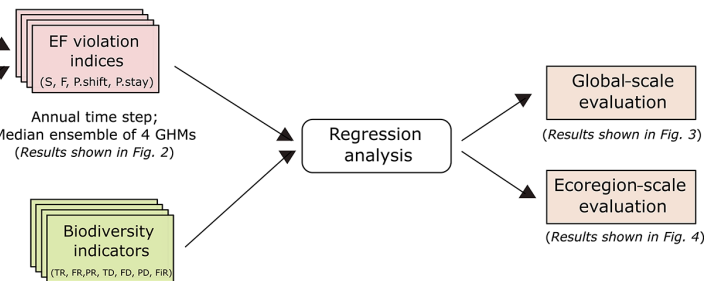 EF violation
indices
(S, F, P.shift, P.stay)
Annual time step;
Median ensemble of 4 GHMs
(Results shown in Fig. 2)
Biodiversity
indicators
(TR, FR,PR, TD, FD, PD, FiR)
Regression
analysis
Global-scale
evaluation
(Results shown in Fig. 3)
Ecoregion-scale
evaluation
(Results shown in Fig. 4)